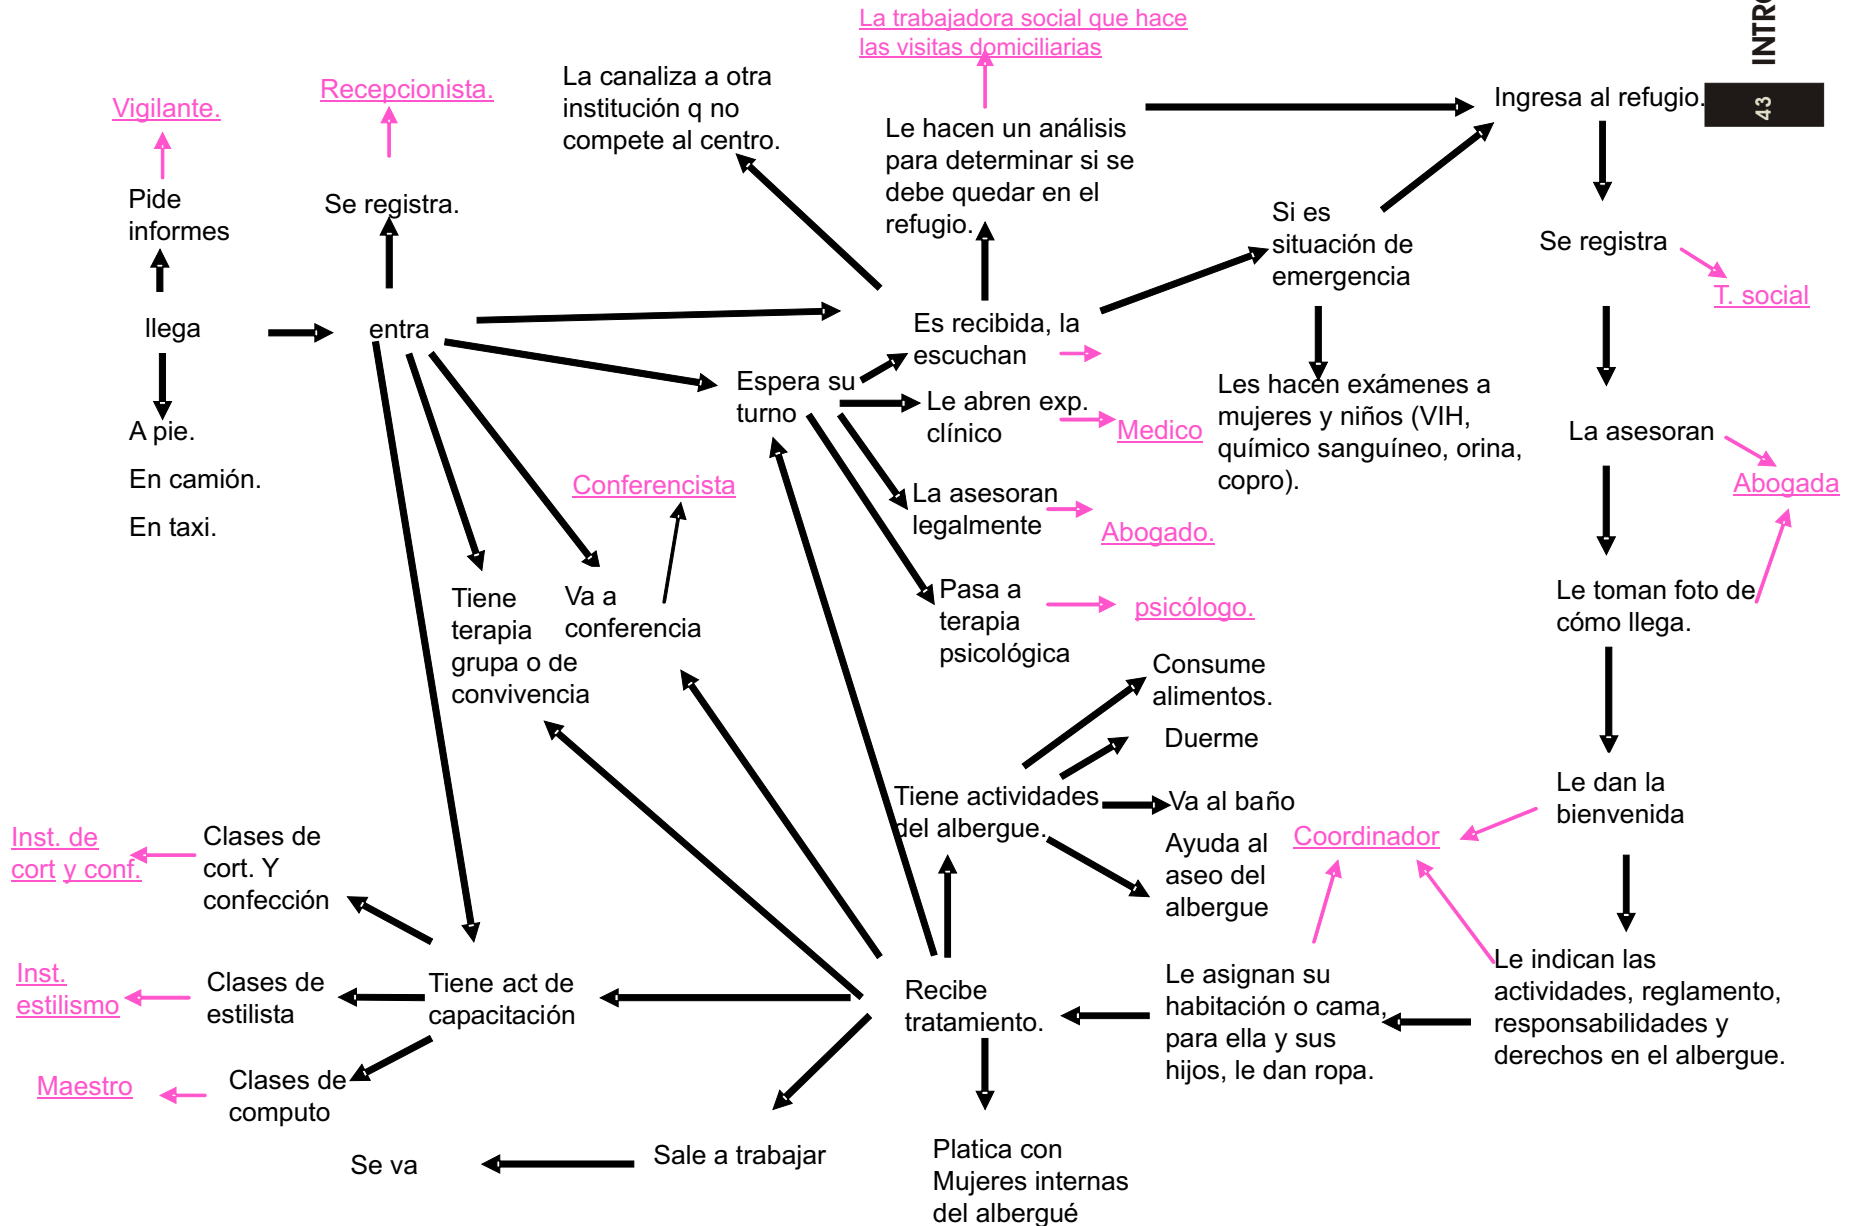 La trabajadora social que hace
las visitas domiciliarias
INTRO
43
Vigilante.
Recepcionista.
La canaliza a otra
institución q no
compete al centro.
Le hacen un análisis
para determinar si se
debe quedar en el
refugio.
Ingresa al refugio.
Pide
informes
Se registra.
Si es
situación de
emergencia
Se registra
T. social
llega
entra
Es recibida, la
escuchan
Espera su
turno
Le abren exp.
clínico
Medico
Les hacen exámenes a
mujeres y niños (VIH,
químico sanguíneo, orina,
copro).
La asesoran
Abogada
A pie.
En camión.
En taxi.
Conferencista
La asesoran
legalmente
Abogado.
Tiene
terapia
grupa o de
convivencia
Va a
conferencia
Pasa a
terapia
psicológica
psicólogo.
Le toman foto de
cómo llega.
Consume
alimentos.
Duerme
Tiene actividades
del albergue.
Va al baño
Ayuda al
aseo del
albergue
Coordinador
Le dan la
bienvenida
Inst. de
cort y conf.
Clases de
cort. Y
confección
Inst.
estilismo
Clases de
estilista
Tiene act de
capacitación
Recibe
tratamiento.
Le asignan su
habitación o cama,
para ella y sus
hijos, le dan ropa.
Le indican las
actividades, reglamento,
responsabilidades y
derechos en el albergue.
Maestro
Clases de
computo
Se va
Sale a trabajar
Platica con
Mujeres internas
del albergué